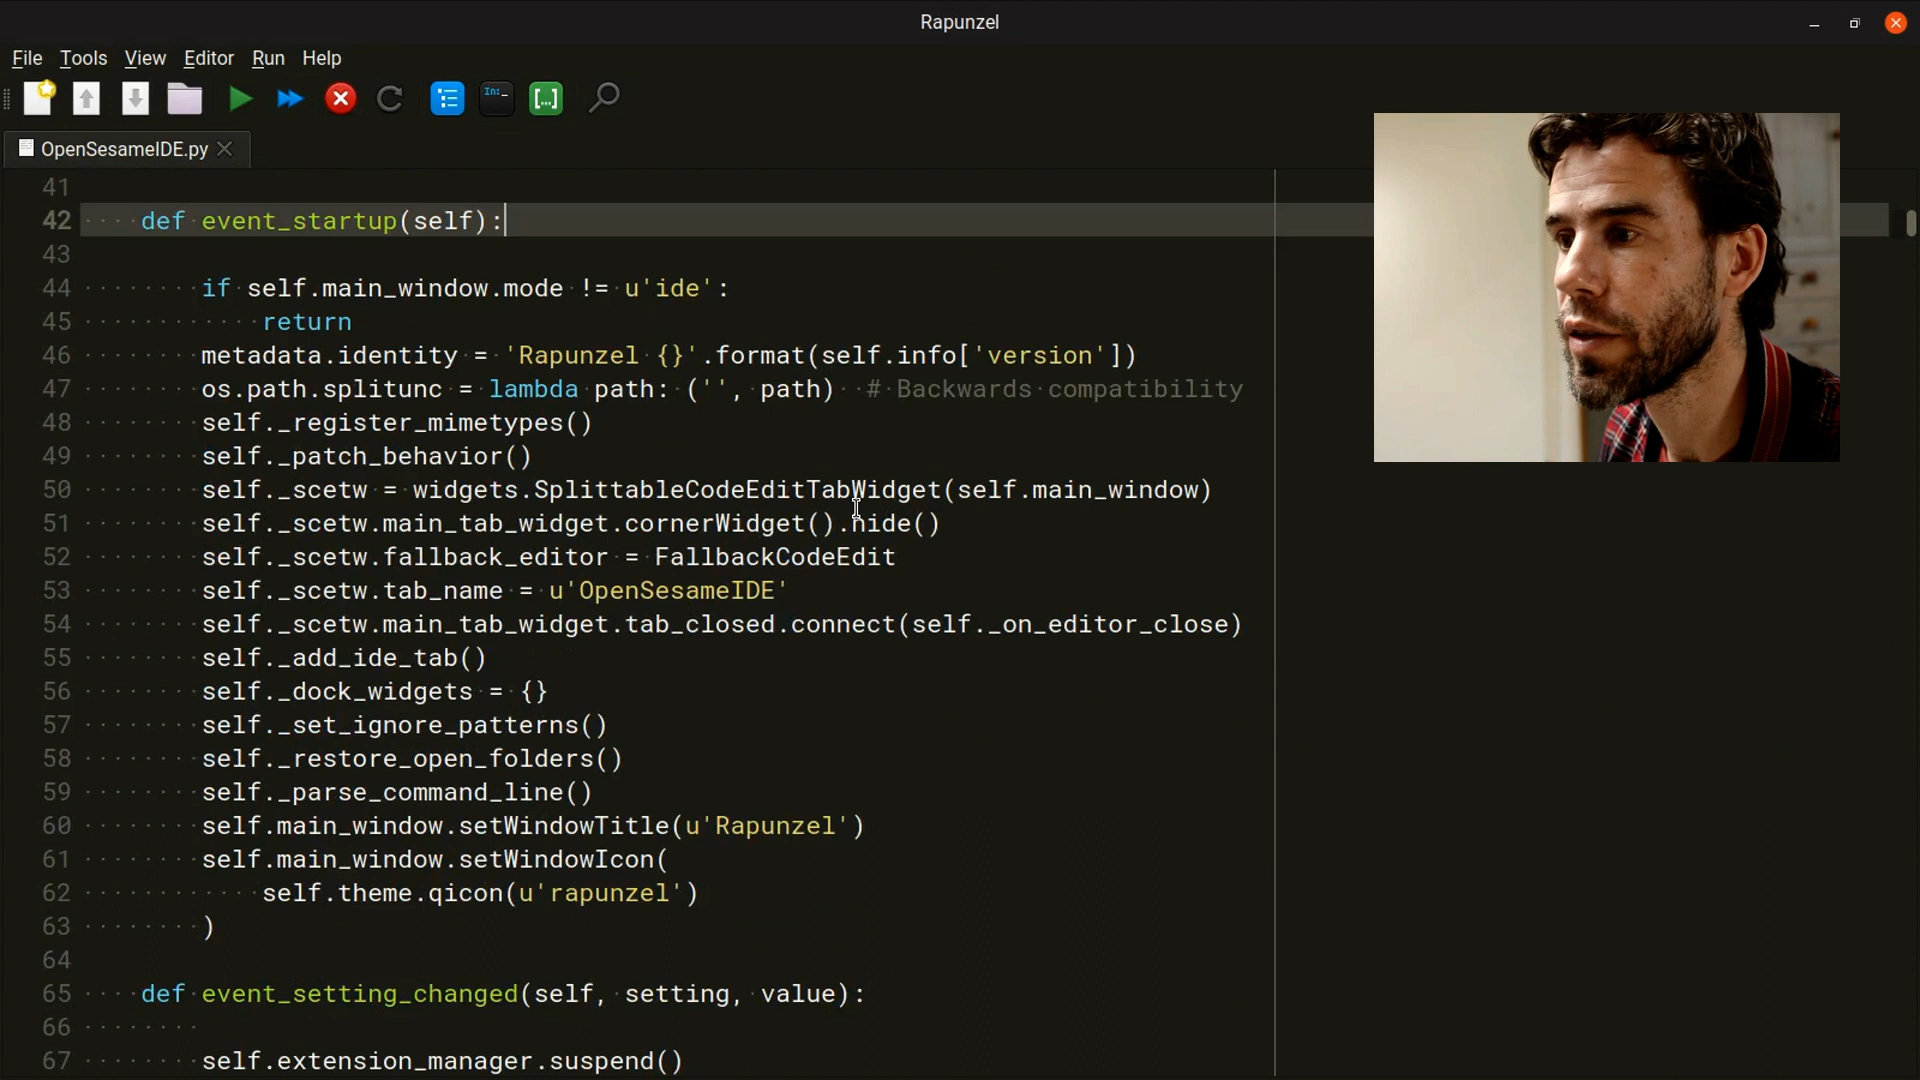 Rapunzel
File Tools View Editor Run Help
In:_
[...]
OpenSesameIDE.py
41
42 def event_startup(self):
43
44 if self.main_window.mode != u'ide':
45 return
46 metadata.identity = 'Rapunzel {}'.format(self.info['version'])
47 os.path.splitunc = lambda path: ('', path)  # Backwards compatibility
48 self._register_mimetypes()
49 self._patch_behavior()
50 self._scetw = widgets.SplittableCodeEditTabWidget(self.main_window)
51 self._scetw.main_tab_widget.cornerWidget().hide()
52 self._scetw.fallback_editor = FallbackCodeEdit
53 self._scetw.tab_name = u'OpenSesameIDE'
54 self._scetw.main_tab_widget.tab_closed.connect(self._on_editor_close)
55 self._add_ide_tab()
56 self._dock_widgets = {}
57 self._set_ignore_patterns()
58 self._restore_open_folders()
59 self._parse_command_line()
60 self.main_window.setWindowTitle(u'Rapunzel')
61 self.main_window.setWindowIcon(
62 self.theme.qicon(u'rapunzel')
63 )
64
65 def event_setting_changed(self, setting, value):
66
67 self.extension_manager.suspend()